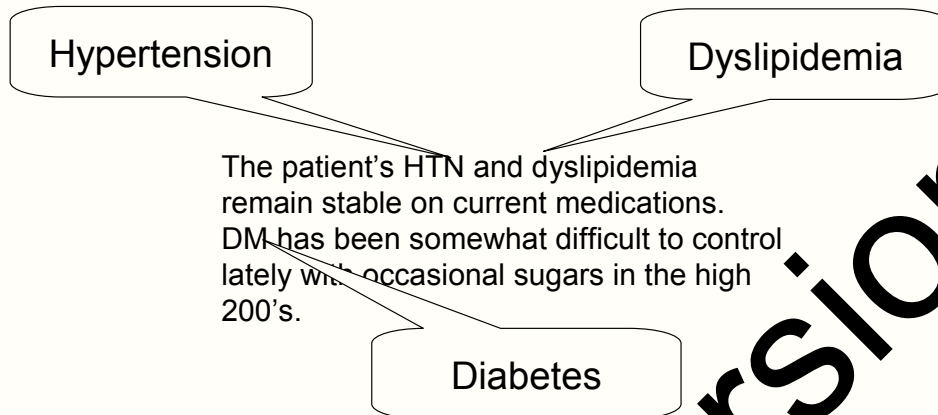 Hypertension
Dyslipidemia
The patient's HTN and dyslipidemia
remain stable on current medications.
DM has been somewhat difficult to control
lately with occasional sugars in the high
200's.
Diabetes